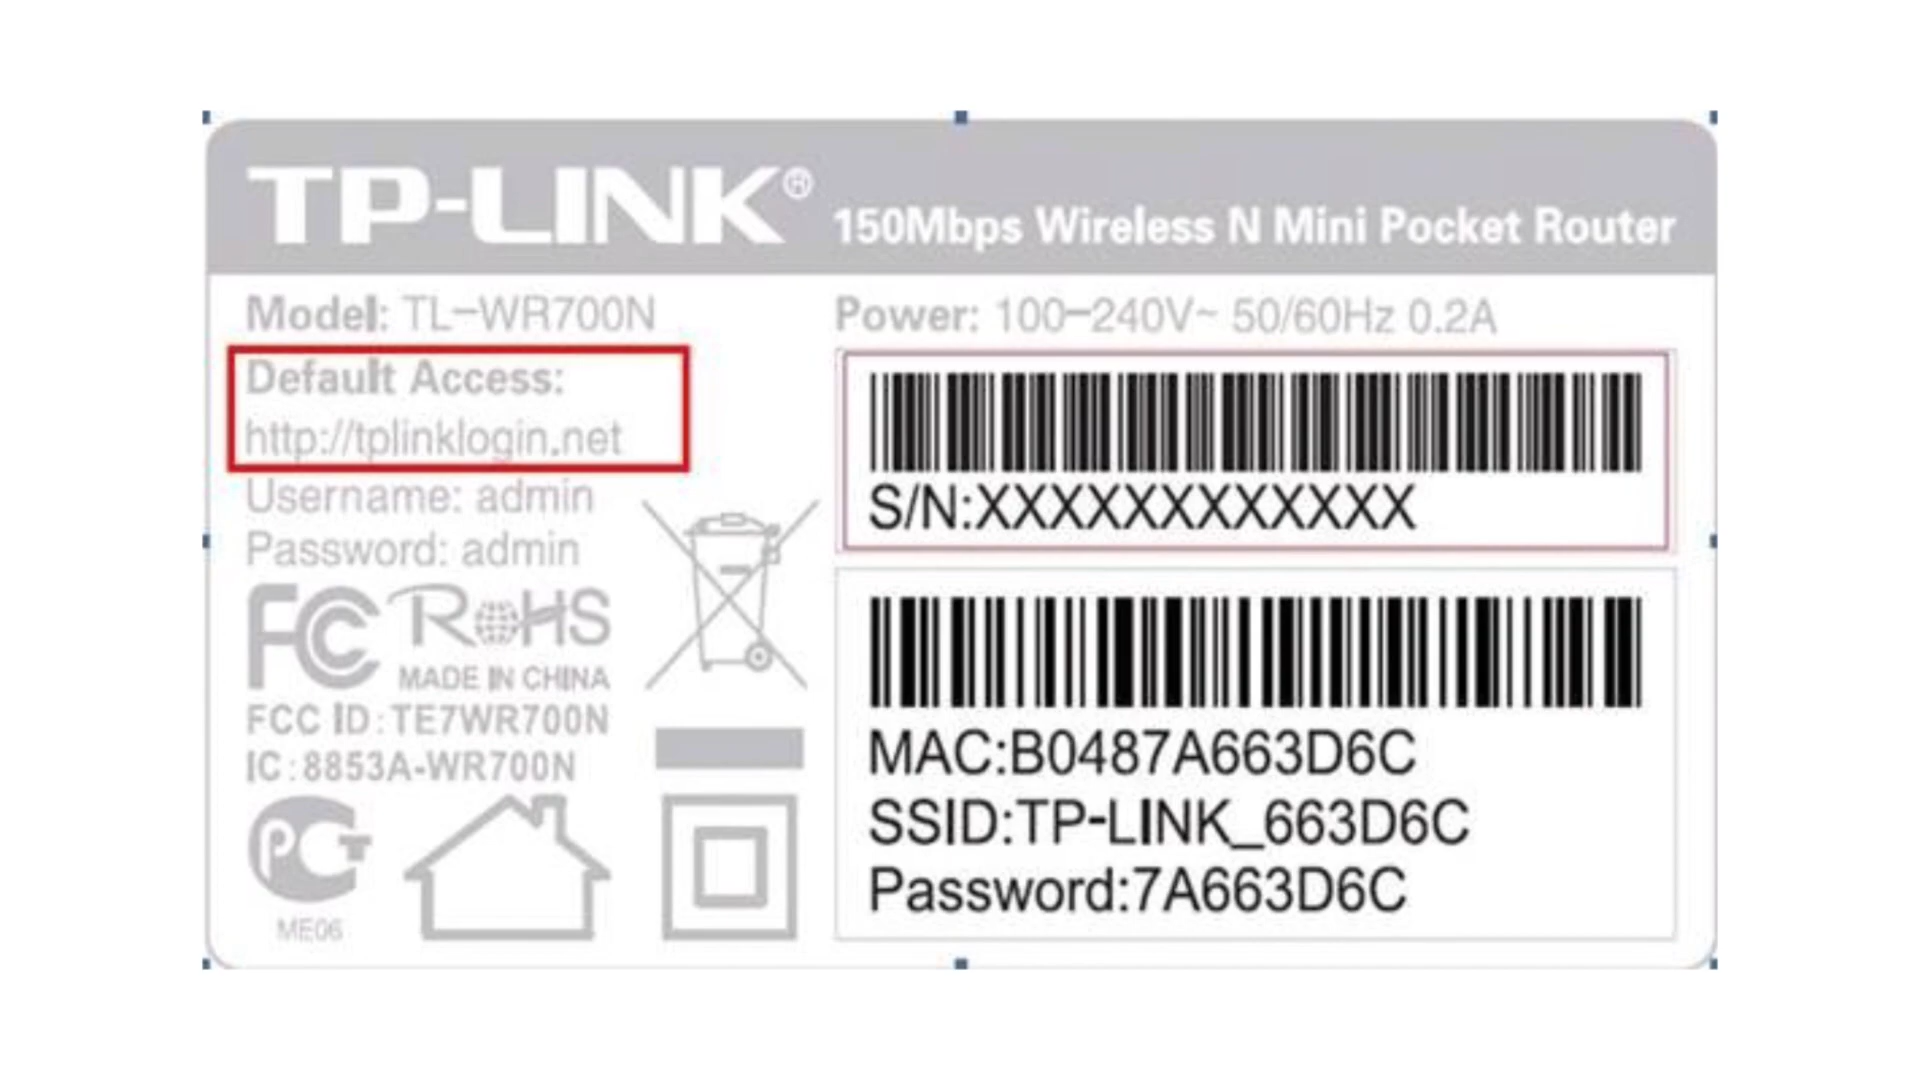 TP-LINK® 150Mbps Wireless N Mini Pocket Router
Model: TL-WR700N
Default Access:
http://tplinklogin.net
Username: admin
Password: admin
FC RoHS
MADE IN CHINA
FCC ID:TE7WR700N
IC:8853A-WR700N
PCT
ME06
Power: 100-240V~ 50/60Hz 0.2A
S/N:XXXXXXXXXXXX
MAC:B0487A663D6C
SSID:TP-LINK_663D6C
Password:7A663D6C